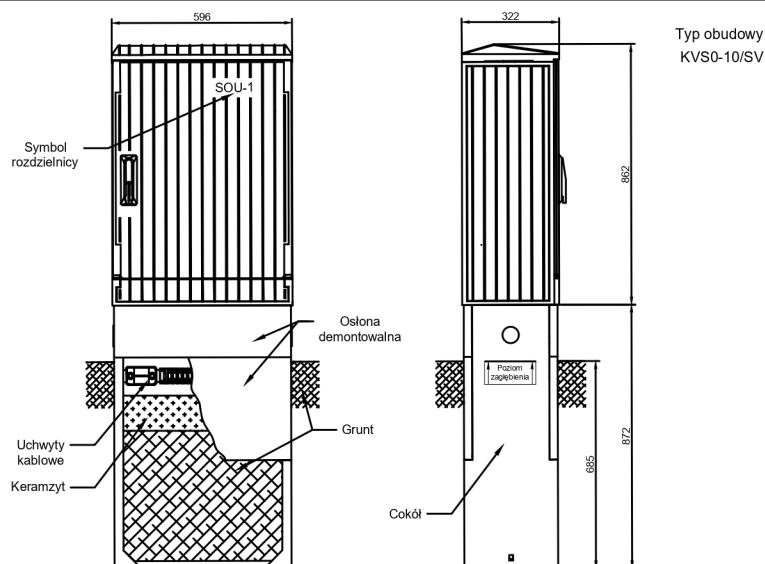 596
322
Typ obudowy
KVS0-10/SV
SOU-1
Symbol
rozdzielnicy
862
Osłona
demontowalna
Poziom
zagłębienia
Grunt
Uchwyty
kablowe
Keramzyt
Cokół
685
872